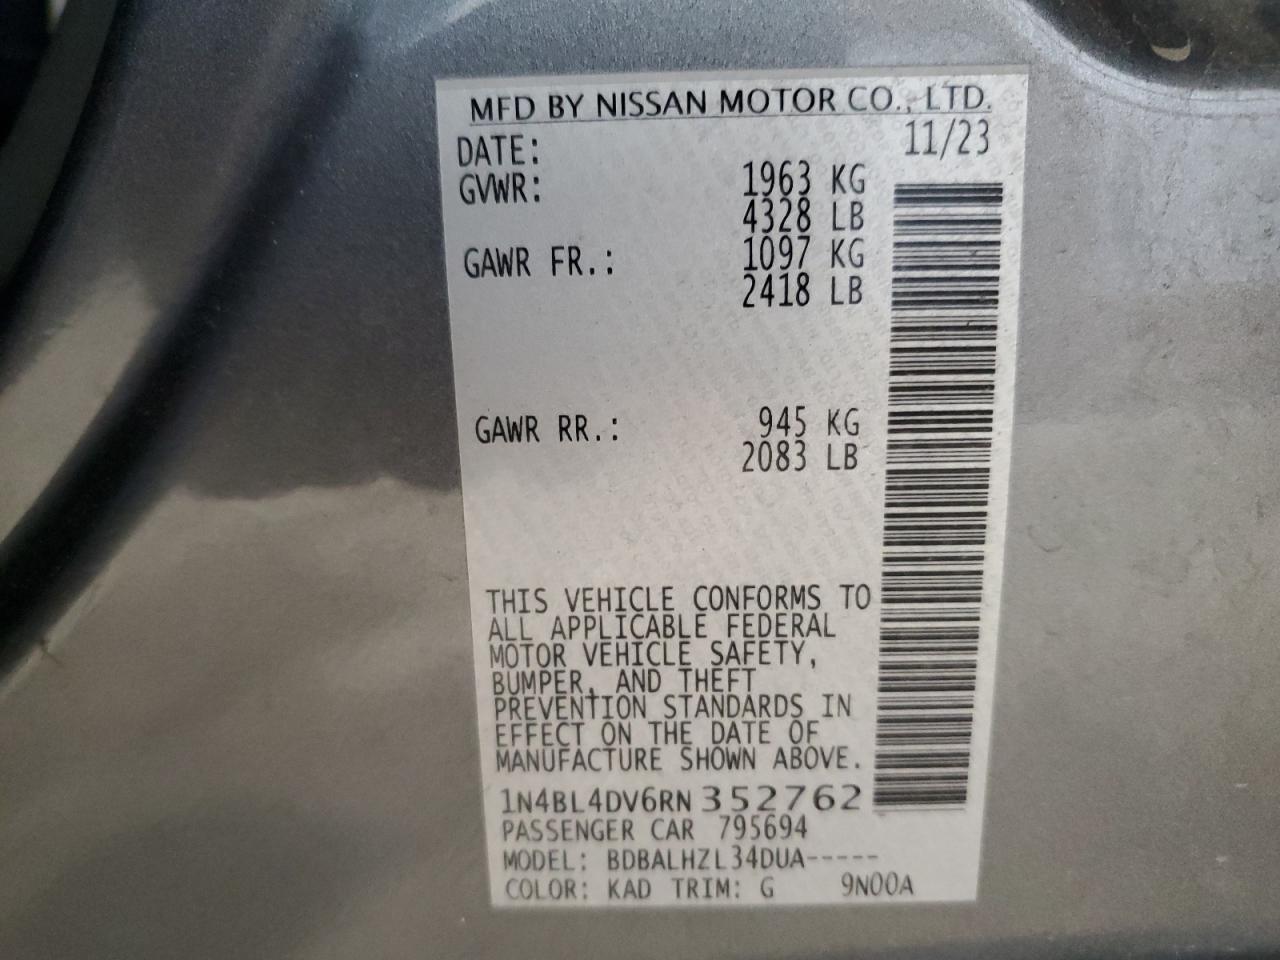 MFD BY NISSAN MOTOR CO., LTD.
DATE: 11/23
GVWR: 1963 KG
4328 LB
GAWR FR.: 1097 KG
2418 LB
GAWR RR.: 945 KG
2083 LB
THIS VEHICLE CONFORMS TO
ALL APPLICABLE FEDERAL
MOTOR VEHICLE SAFETY,
BUMPER, AND THEFT
PREVENTION STANDARDS IN
EFFECT ON THE DATE OF
MANUFACTURE SHOWN ABOVE.
1N4BL4DV6RN352762
PASSENGER CAR 795694
MODEL: BDBALHZL34DUA-----
COLOR: KAD TRIM: G 9N00A